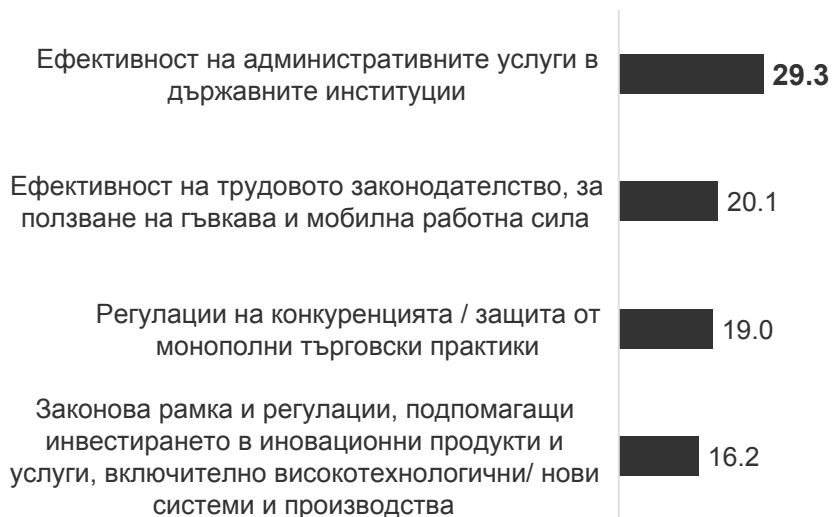 Ефективност на административните услуги в
държавните институции
29.3
Ефективност на трудовото законодателство, за
ползване на гъвкава и мобилна работна сила
20.1
Регулации на конкуренцията / защита от
монополни търговски практики
19.0
Законова рамка и регулации, подпомагащи
инвестирането в иновационни продукти и
услуги, включително високотехнологични/ нови
системи и производства
16.2